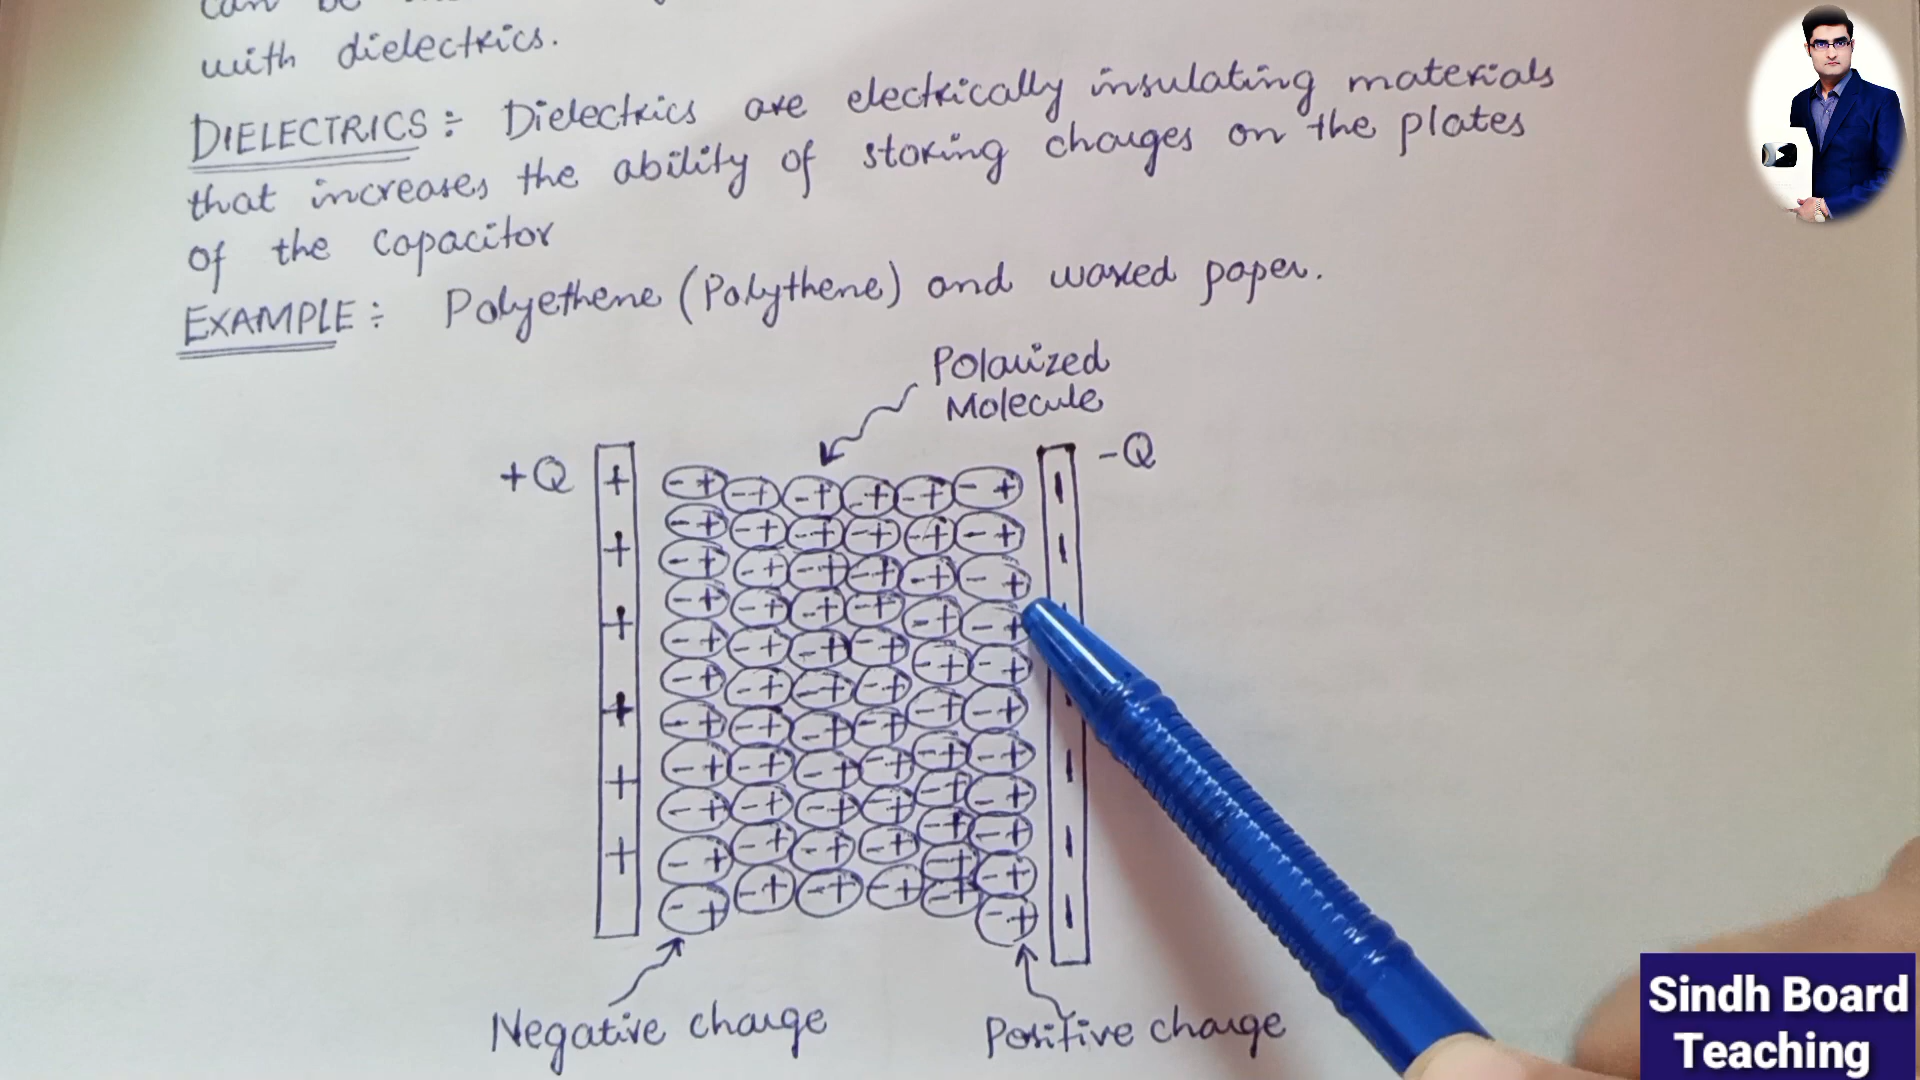 with dielectrics.
DIELECTRICS :- Dielectrics are electrically insulating materials
that increases the ability of storing charges on the plates
of the capacitor
EXAMPLE :- Polyethene (Polythene) and waxed paper.
Polarized
Molecule
+Q
-Q
+ - + - + - + - + - + - + -
+ - + - + - + - + - + - + -
+ - + - + - + - + - + - +
+ - + - + - + - + - + - +
- + - + - + - + - + - +
+ - + - + - + - + - + - +
- + - + - + - + - + - +
+ - + - + - + - + - + - + -
- + - + - + - + - + - +
+ - + - + - + - + - + - + -
- + - + - + - + - + - + -
Negative charge
Positive charge
Sindh Board
Teaching